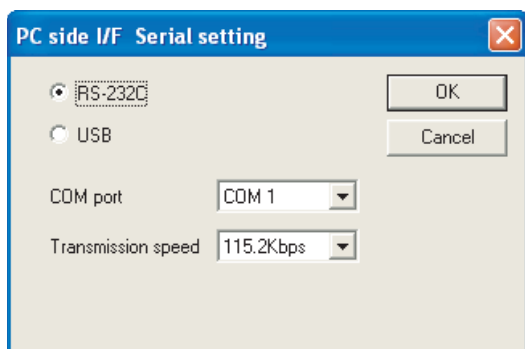 PC side I/F Serial setting
RS-232C
OK
USB
Cancel
COM port COM 1
Transmission speed 115.2Kbps